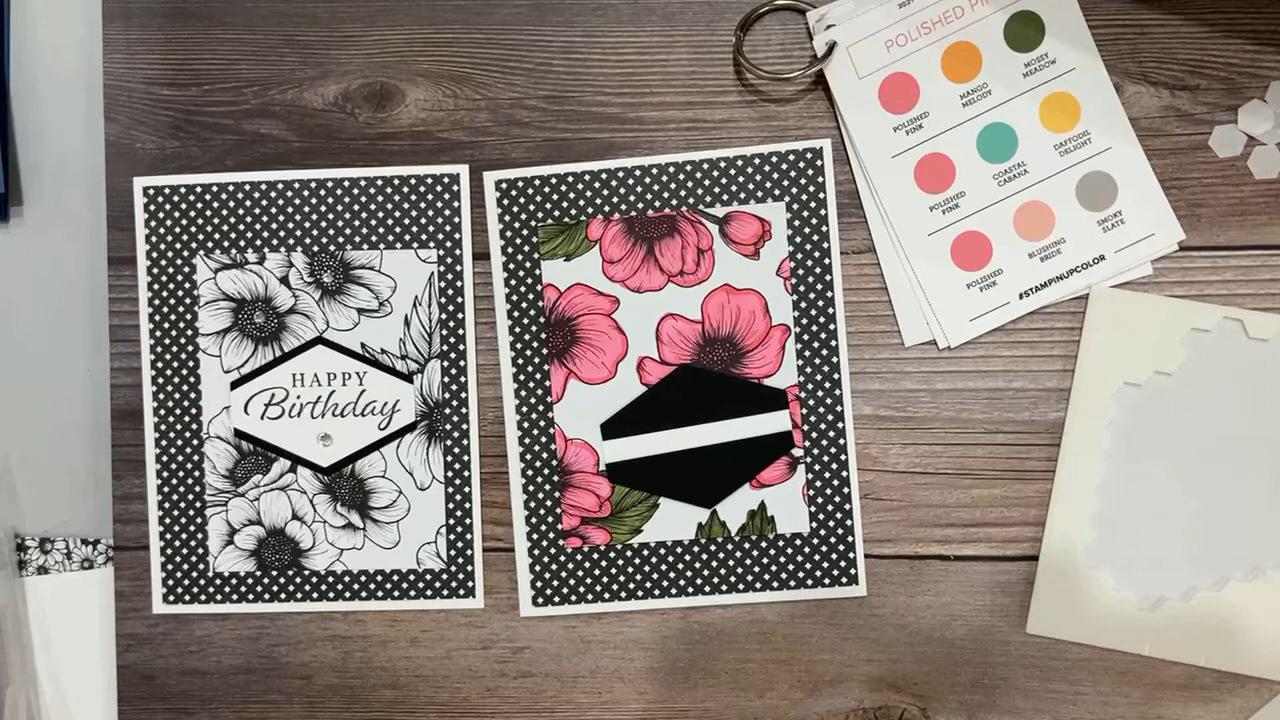 HAPPY
Birthday
POLISHED
POLISHED
PINK
MANGO
MELODY
MOSSY
MEADOW
POLISHED
PINK
COASTAL
CABANA
DAFFODIL
DELIGHT
POLISHED
PINK
BLUSHING
BRIDE
SMOKY
SLATE
#STAMPINUPCOLOR